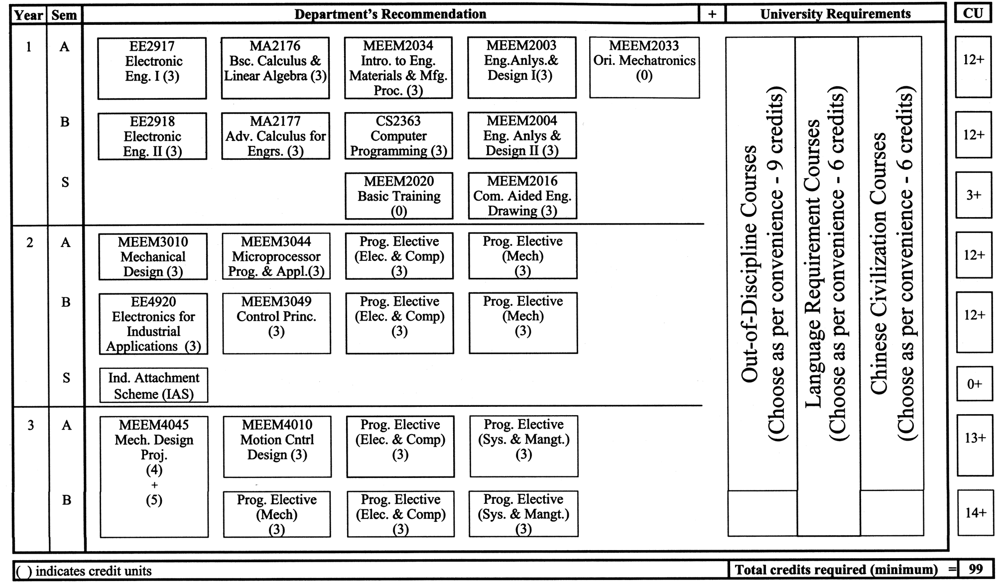 Year Sem Department's Recommendation + University Requirements CU
1 A
EE2917
Electronic
Eng. I (3)
MA2176
Bsc. Calculus &
Linear Algebra (3)
MEEM2034
Intro. to Eng.
Materials & Mfg.
Proc. (3)
MEEM2003
Eng.Anlys.&
Design I(3)
MEEM2033
Ori. Mechatronics
(0)
12+
B
EE2918
Electronic
Eng. II (3)
MA2177
Adv. Calculus for
Engrs. (3)
CS2363
Computer
Programming (3)
MEEM2004
Eng. Anlys &
Design II (3)
12+
S
MEEM2020
Basic Training
(0)
MEEM2016
Com. Aided Eng.
Drawing (3)
3+
2 A
MEEM3010
Mechanical
Design (3)
MEEM3044
Microprocessor
Prog. & Appl.(3)
Prog. Elective
(Elec. & Comp)
(3)
Prog. Elective
(Mech)
(3)
12+
B
EE4920
Electronics for
Industrial
Applications (3)
MEEM3049
Control Princ.
(3)
Prog. Elective
(Elec. & Comp)
(3)
Prog. Elective
(Mech)
(3)
12+
S
Ind. Attachment
Scheme (IAS)
0+
3 A
MEEM4045
Mech. Design
Proj.
(4)
+
(5)
MEEM4010
Motion Cntrl
Design (3)
Prog. Elective
(Elec. & Comp)
(3)
Prog. Elective
(Sys. & Mangt.)
(3)
13+
B
Prog. Elective
(Mech)
(3)
Prog. Elective
(Elec. & Comp)
(3)
Prog. Elective
(Sys. & Mangt.)
(3)
14+
Out-of-Discipline Courses
(Choose as per convenience - 9 credits)
Language Requirement Courses
(Choose as per convenience - 6 credits)
Chinese Civilization Courses
(Choose as per convenience - 6 credits)
( ) indicates credit units
Total credits required (minimum) = 99